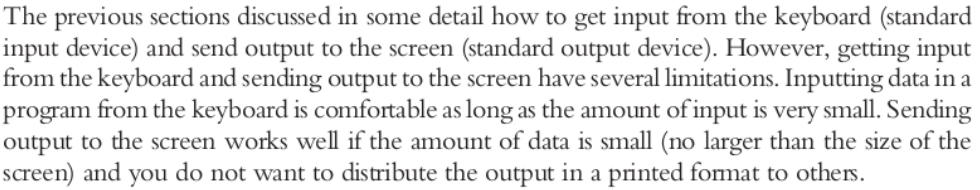 The previous sections discussed in some detail how to get input from the keyboard (standard
input device) and send output to the screen (standard output device). However, getting input
from the keyboard and sending output to the screen have several limitations. Inputting data in a
program from the keyboard is comfortable as long as the amount of input is very small. Sending
output to the screen works well if the amount of data is small (no larger than the size of the
screen) and you do not want to distribute the output in a printed format to others.